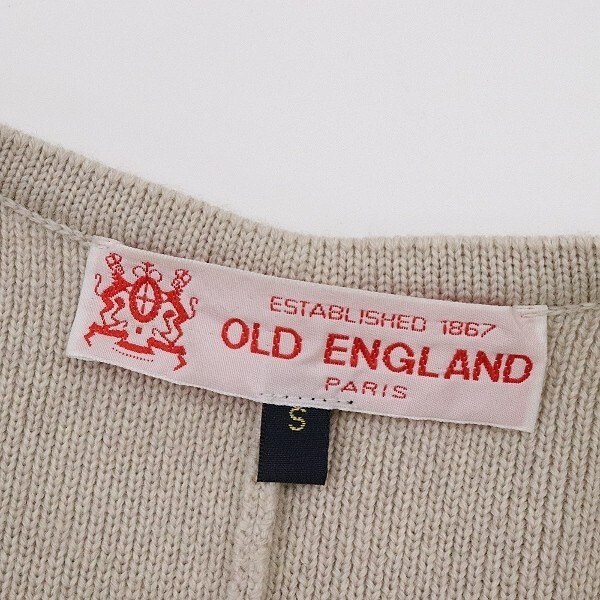 ESTABLISHED 1867
OLD ENGLAND
PARIS
S